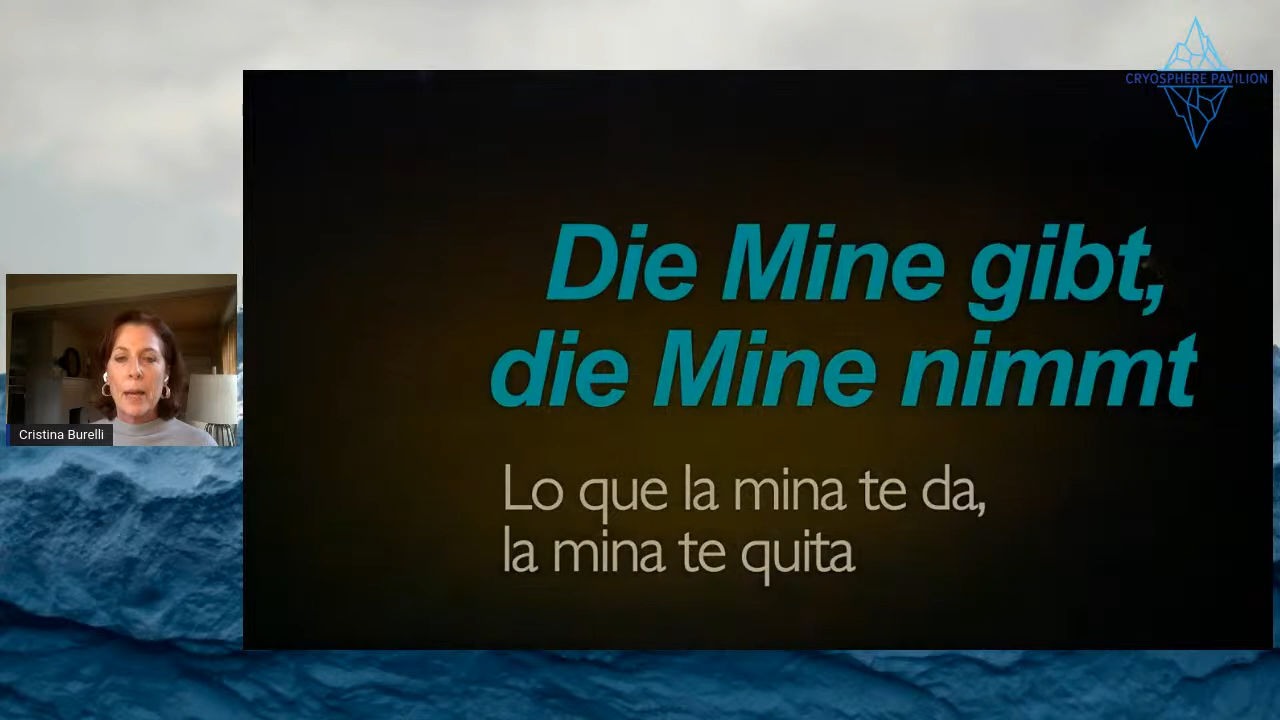 CRYOSPHERE PAVILION
Die Mine gibt,
die Mine nimmt
Lo que la mina te da,
la mina te quita
Cristina Burelli